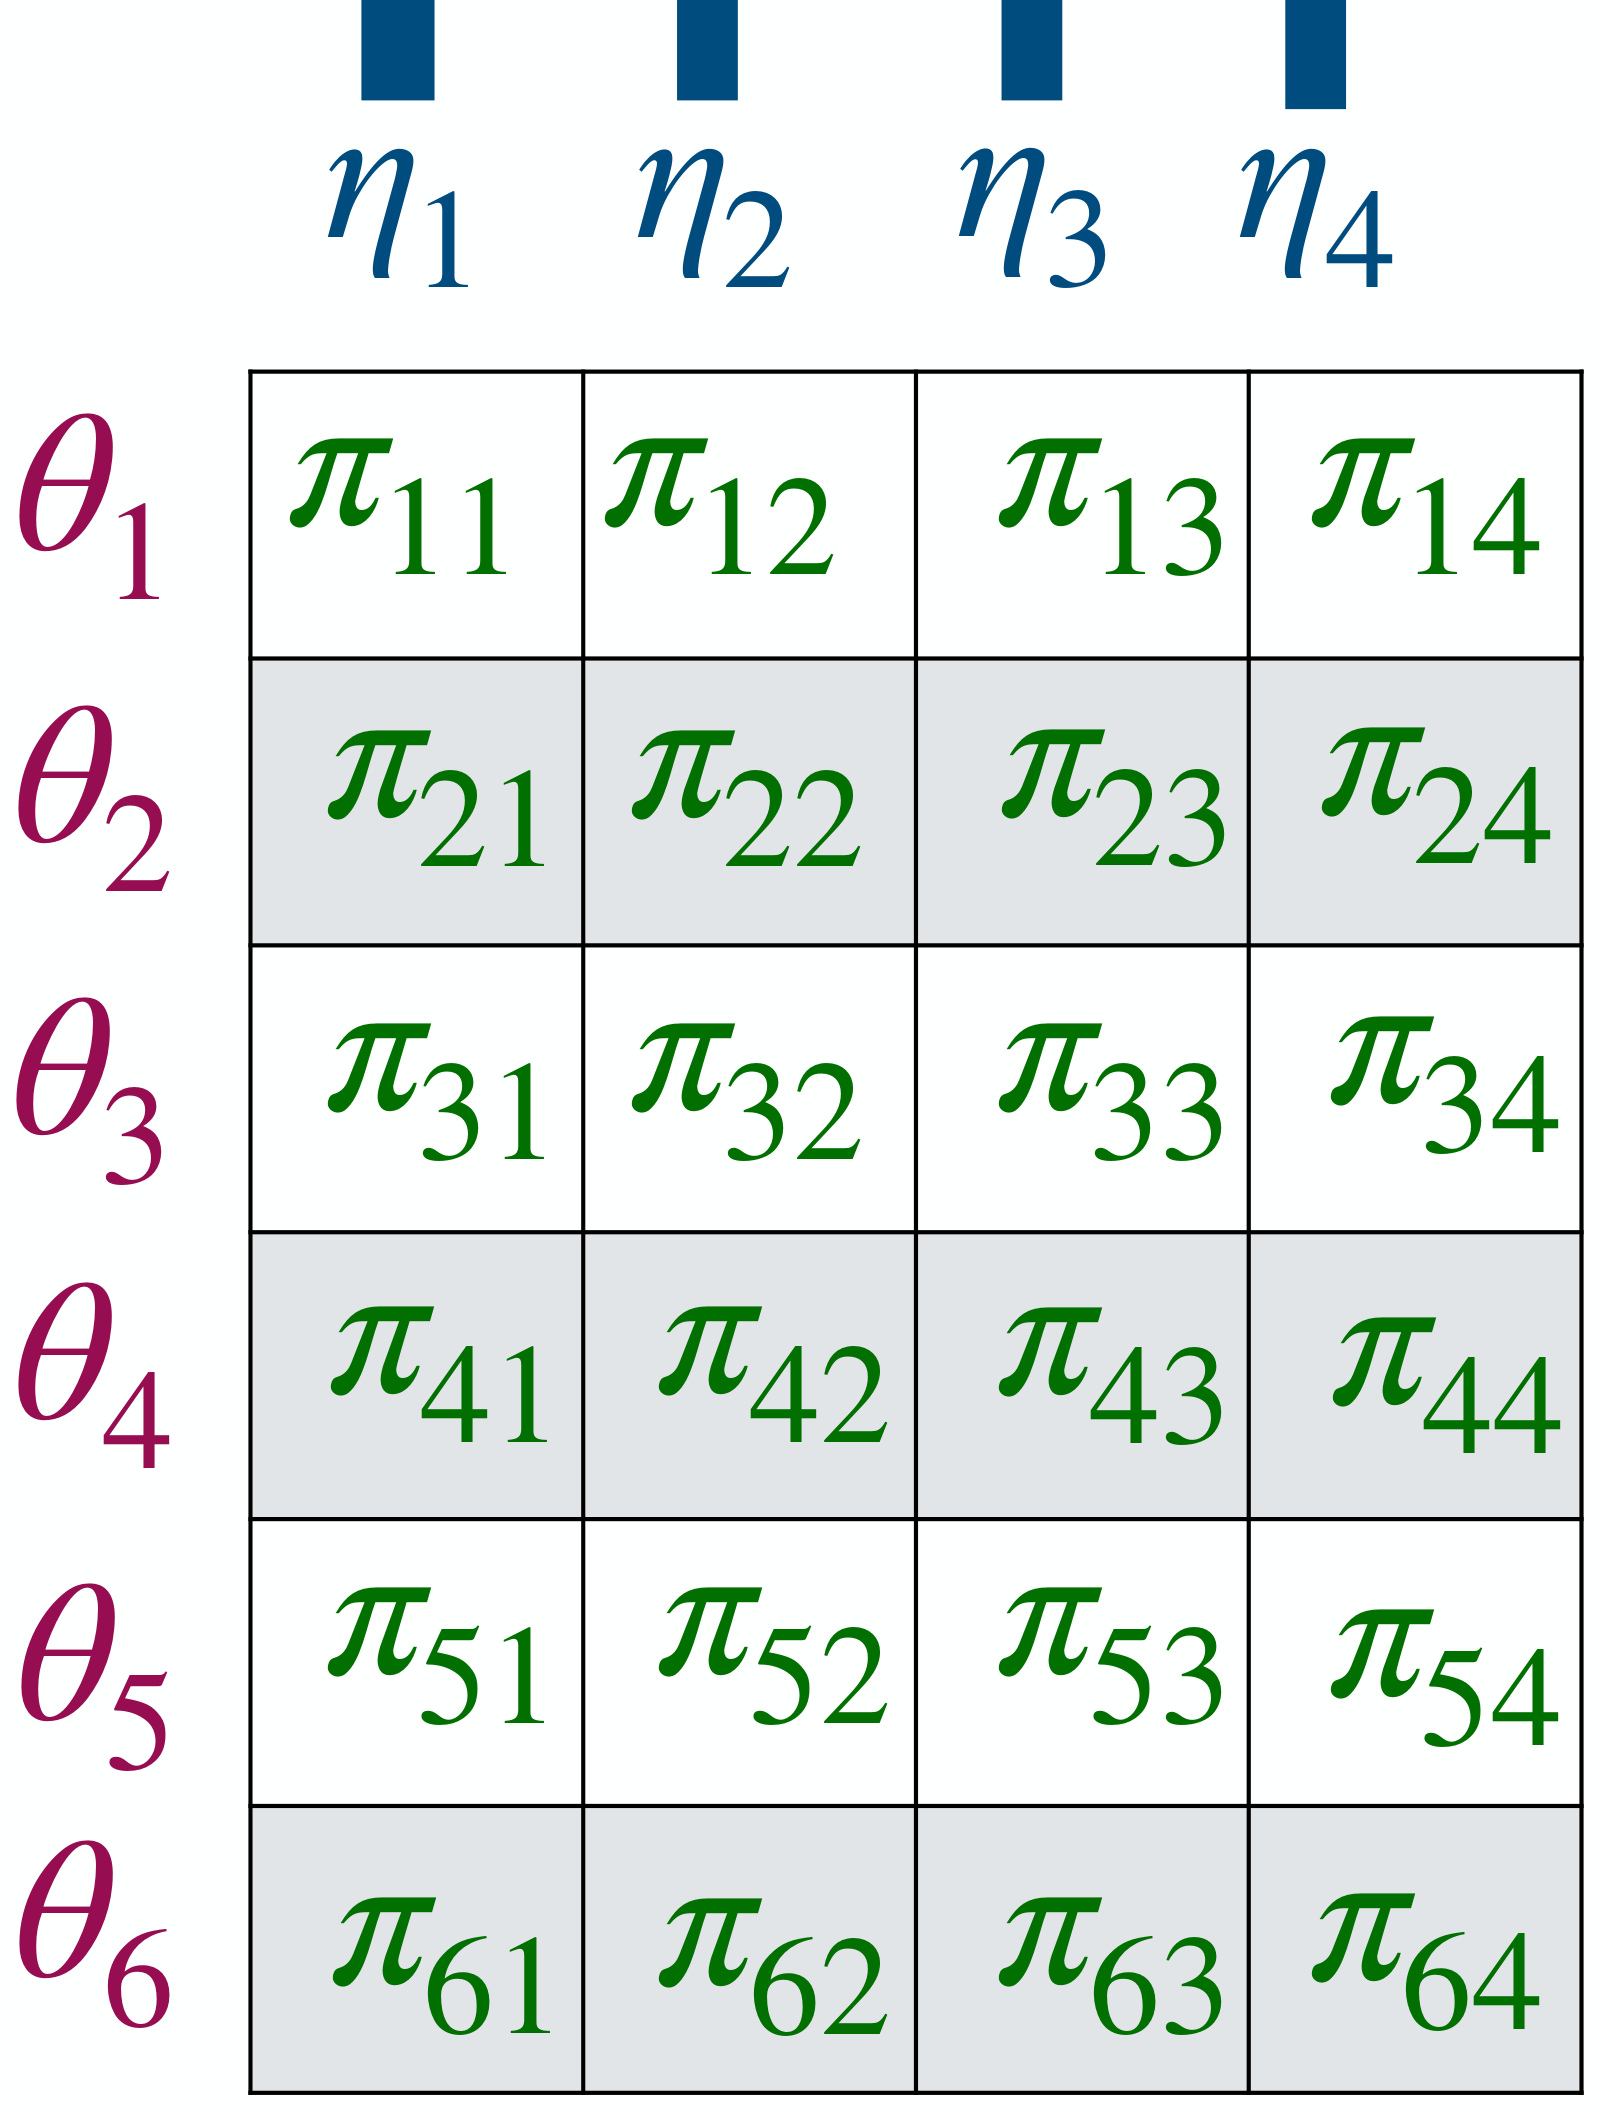 η1 η2 η3 η4
θ1 π11 π12 π13 π14
θ2 π21 π22 π23 π24
θ3 π31 π32 π33 π34
θ4 π41 π42 π43 π44
θ5 π51 π52 π53 π54
θ6 π61 π62 π63 π64